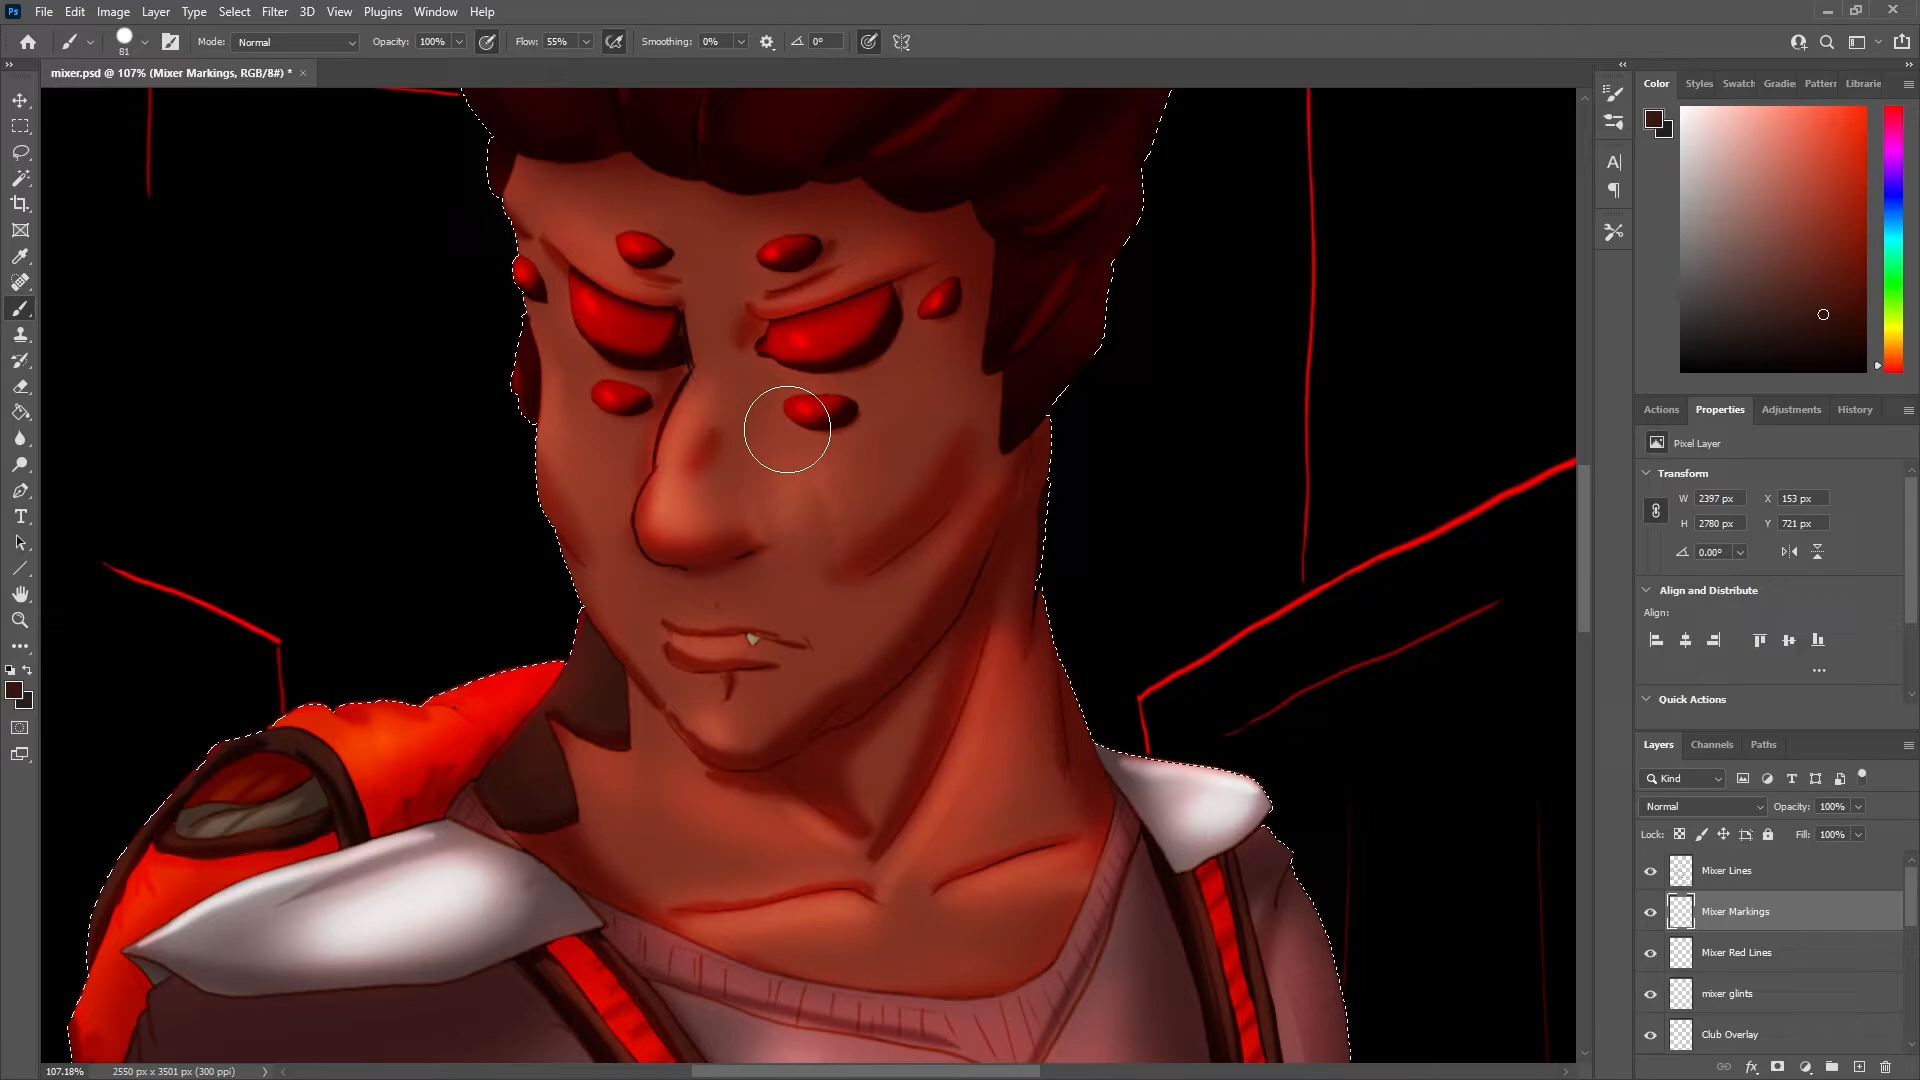 Ps File Edit Image Layer Type Select Filter 3D View Plugins Window Help
81 Mode: Normal Opacity: 100% Flow: 55% Smoothing: 0% 0°
mixer.psd @ 107% (Mixer Markings, RGB/8#) *
Color Styles Swatch Gradie Pattern Librarie
Actions Properties Adjustments History
Pixel Layer
Transform
W 2397 px X 153 px
H 2780 px Y 721 px
0.00°
Align and Distribute
Align:
Quick Actions
Layers Channels Paths
Kind
Normal Opacity: 100%
Lock: Fill: 100%
Mixer Lines
Mixer Markings
Mixer Red Lines
mixer glints
Club Overlay
107.18% 2550 px x 3501 px (300 ppi)